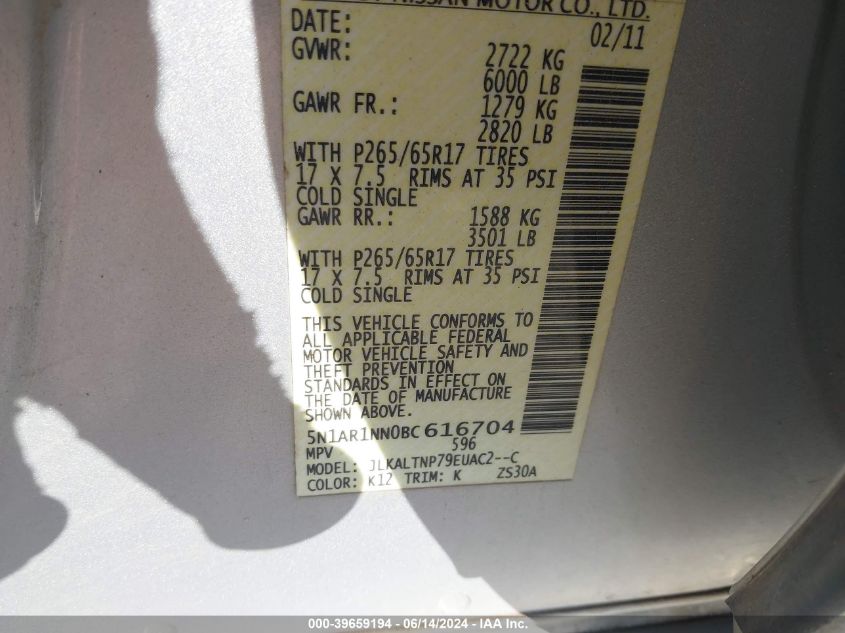 NISSAN MOTOR CO., LTD.
DATE: 02/11
GVWR: 2722 KG
6000 LB
GAWR FR.: 1279 KG
2820 LB
WITH P265/65R17 TIRES
17 X 7.5 RIMS AT 35 PSI
COLD SINGLE
GAWR RR.: 1588 KG
3501 LB
WITH P265/65R17 TIRES
17 X 7.5 RIMS AT 35 PSI
COLD SINGLE
THIS VEHICLE CONFORMS TO
ALL APPLICABLE FEDERAL
MOTOR VEHICLE SAFETY AND
THEFT PREVENTION
STANDARDS IN EFFECT ON
THE DATE OF MANUFACTURE
SHOWN ABOVE.
5N1AR1NN0BC616704
MPV 596
MODEL: JLKALTNP79EUAC2--C
COLOR: K12 TRIM: K ZS30A
000-39659194 - 06/14/2024 - IAA Inc.